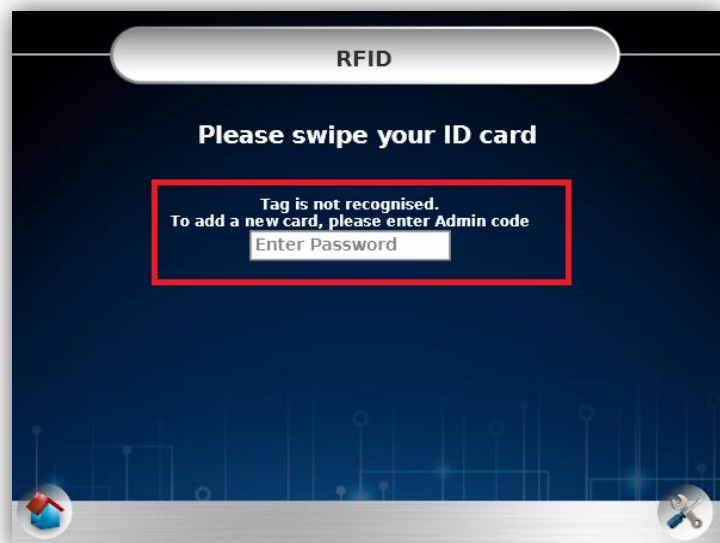 RFID
Please swipe your ID card
Tag is not recognised.
To add a new card, please enter Admin code
Enter Password